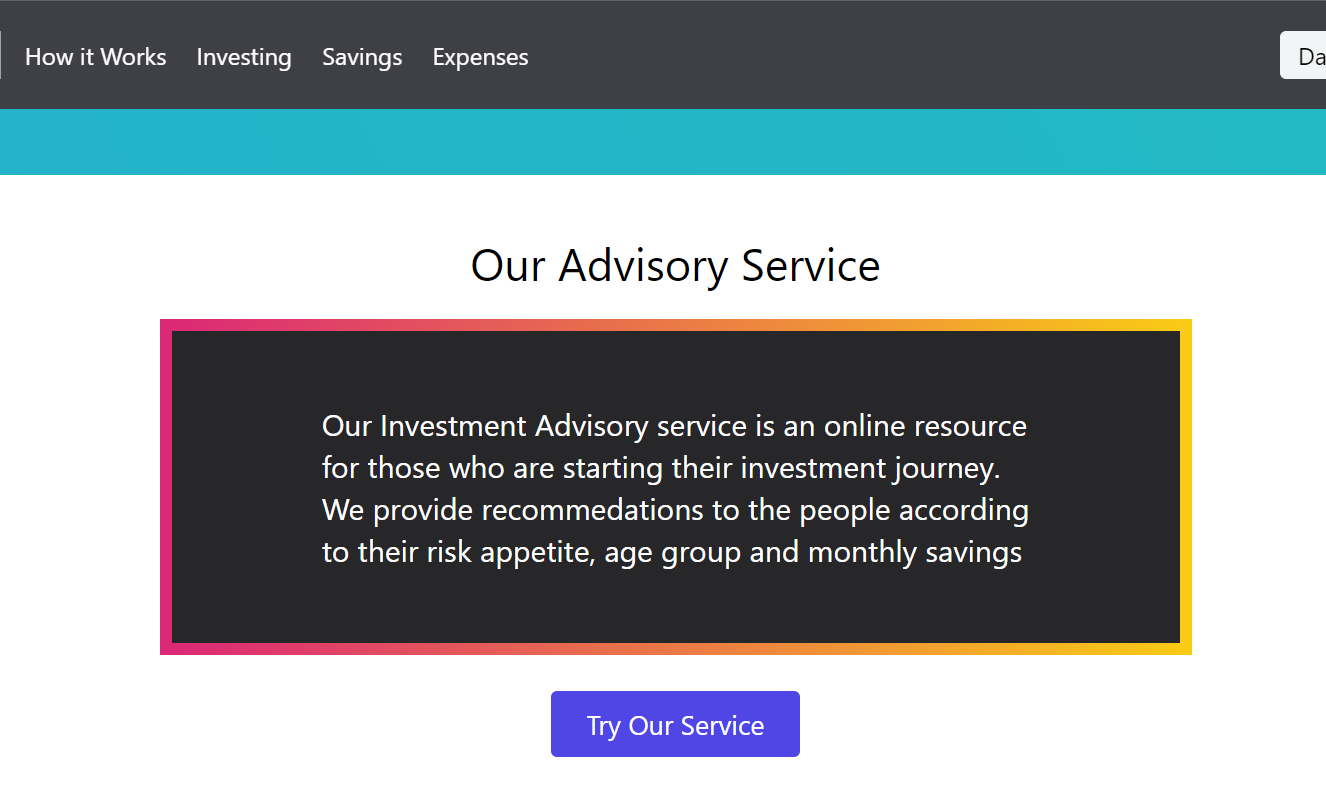 How it Works Investing Savings Expenses Da
Our Advisory Service
Our Investment Advisory service is an online resource
for those who are starting their investment journey.
We provide recommedations to the people according
to their risk appetite, age group and monthly savings
Try Our Service